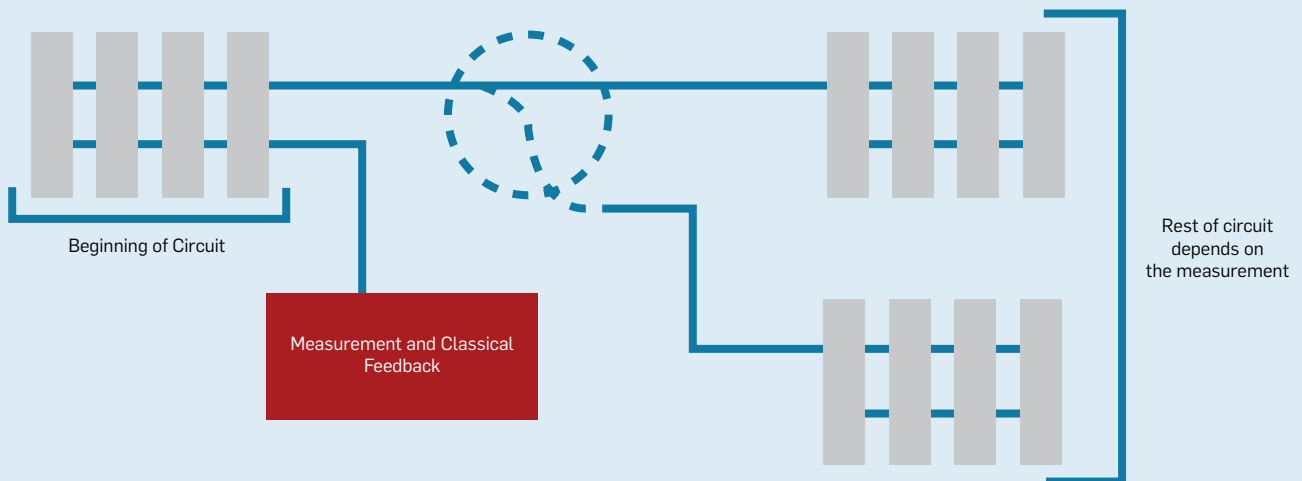 Beginning of Circuit
Measurement and Classical
Feedback
Rest of circuit
depends on
the measurement